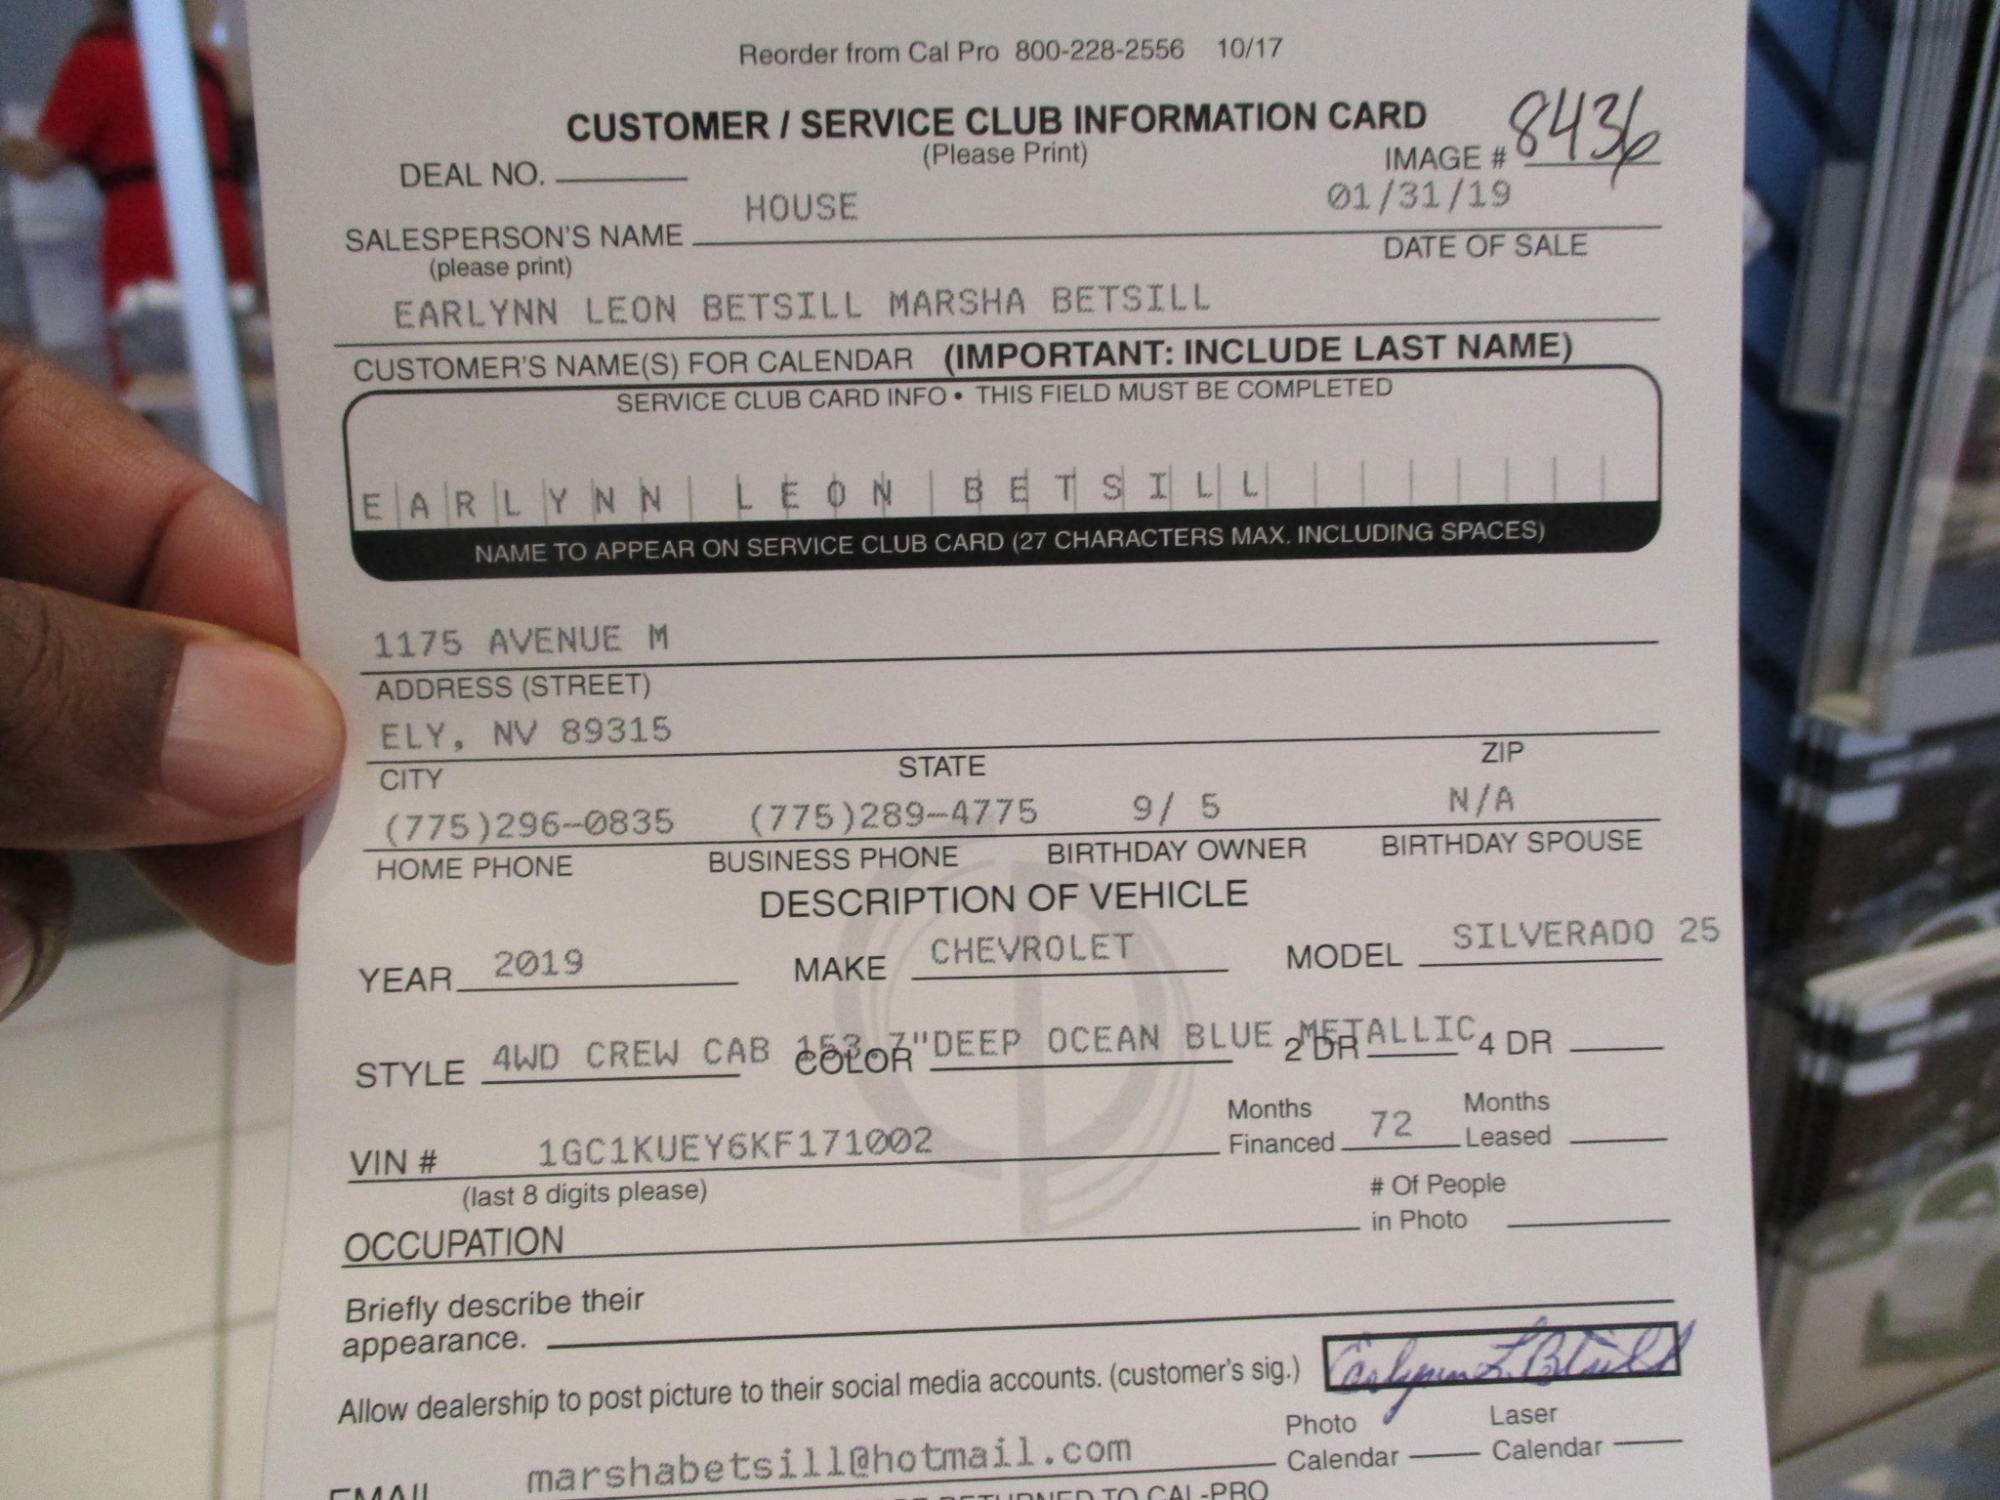 Reorder from Cal Pro 800-228-2556 10/17
CUSTOMER / SERVICE CLUB INFORMATION CARD
(Please Print)
DEAL NO.
IMAGE # 8436
HOUSE 01/31/19
SALESPERSON'S NAME DATE OF SALE
(please print)
EARLYNN LEON BETSILL MARSHA BETSILL
CUSTOMER'S NAME(S) FOR CALENDAR (IMPORTANT: INCLUDE LAST NAME)
SERVICE CLUB CARD INFO • THIS FIELD MUST BE COMPLETED
EARLYNN LEON BETSILL
NAME TO APPEAR ON SERVICE CLUB CARD (27 CHARACTERS MAX. INCLUDING SPACES)
1175 AVENUE M
ADDRESS (STREET)
ELY, NV 89315
CITY STATE ZIP
(775)296-0835 (775)289-4775 9/ 5 N/A
HOME PHONE BUSINESS PHONE BIRTHDAY OWNER BIRTHDAY SPOUSE
DESCRIPTION OF VEHICLE
YEAR 2019 MAKE CHEVROLET MODEL SILVERADO 25
STYLE 4WD CREW CAB 153.7" COLOR DEEP OCEAN BLUE METALLIC 2 DR 4 DR
VIN # 1GC1KUEY6KF171002 Months Financed 72 Months Leased
(last 8 digits please)
# Of People in Photo
OCCUPATION
Briefly describe their
appearance.
Allow dealership to post picture to their social media accounts. (customer's sig.) Earlynn L. Betsill
Photo Calendar Laser Calendar
EMAIL marshabetsill@hotmail.com
RETURNED TO CAL-PRO